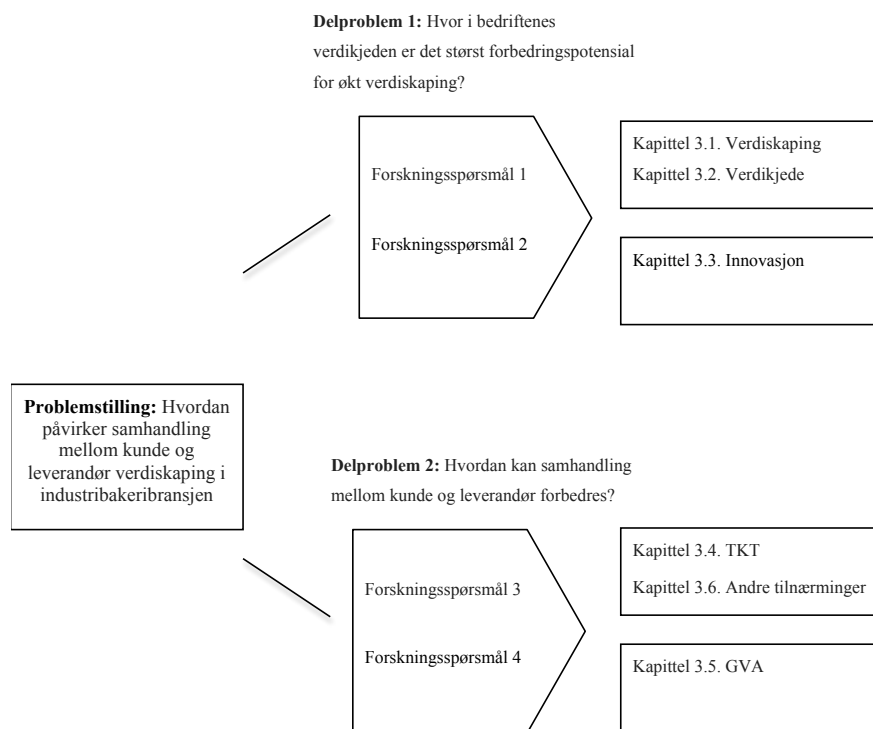 Delproblem 1: Hvor i bedriftenes
verdikjeden er det størst forbedringspotensial
for økt verdiskaping?
Forskningsspørsmål 1
Forskningsspørsmål 2
Kapittel 3.1. Verdiskaping
Kapittel 3.2. Verdikjede
Kapittel 3.3. Innovasjon
Problemstilling: Hvordan
påvirker samhandling
mellom kunde og
leverandør verdiskaping i
industribakeribransjen
Delproblem 2: Hvordan kan samhandling
mellom kunde og leverandør forbedres?
Forskningsspørsmål 3
Forskningsspørsmål 4
Kapittel 3.4. TKT
Kapittel 3.6. Andre tilnærminger
Kapittel 3.5. GVA